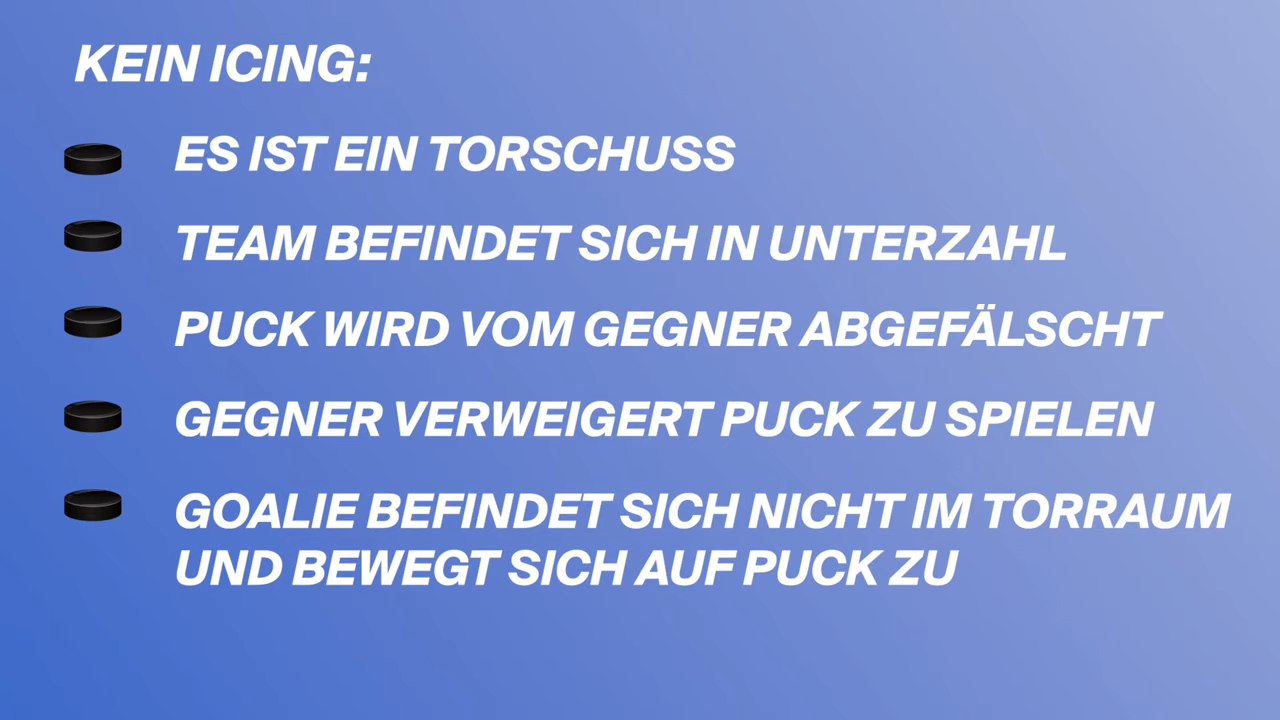 KEIN ICING:
ES IST EIN TORSCHUSS
TEAM BEFINDET SICH IN UNTERZAHL
PUCK WIRD VOM GEGNER ABGEFÄLSCHT
GEGNER VERWEIGERT PUCK ZU SPIELEN
GOALIE BEFINDET SICH NICHT IM TORRAUM
UND BEWEGT SICH AUF PUCK ZU